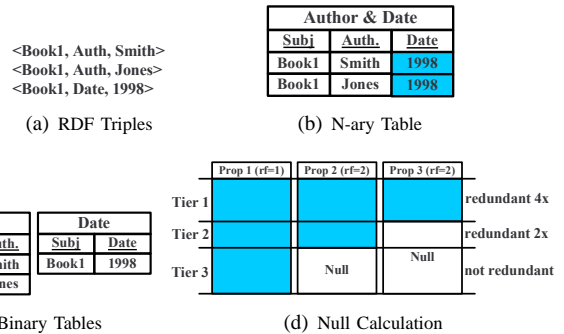 <Book1, Auth, Smith>
<Book1, Auth, Jones>
<Book1, Date, 1998>
(a) RDF Triples
Author & Date
Subj Auth. Date
Book1 Smith 1998
Book1 Jones 1998
(b) N-ary Table
Date
Subj Date
Book1 1998
Binary Tables
Prop 1 (rf=1) Prop 2 (rf=2) Prop 3 (rf=2)
Tier 1 redundant 4x
Tier 2 redundant 2x
Tier 3 Null Null not redundant
(d) Null Calculation